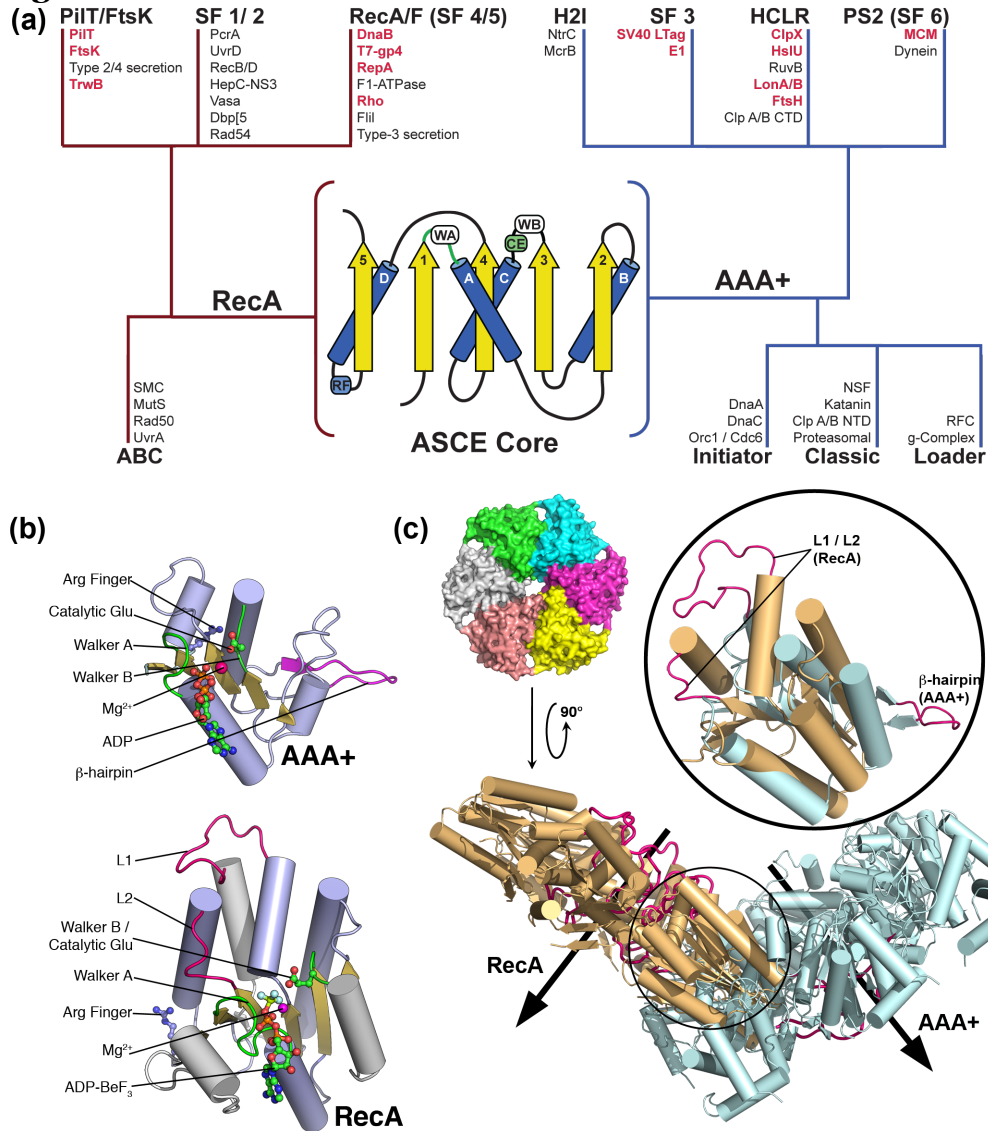 (a)
PilT/FtsK
PilT
FtsK
Type 2/4 secretion
TrwB
SF 1/ 2
PcrA
UvrD
RecB/D
HepC-NS3
Vasa
Dbp[5
Rad54
RecA/F (SF 4/5)
DnaB
T7-gp4
RepA
F1-ATPase
Rho
FliI
Type-3 secretion
H2I
NtrC
McrB
SF 3
SV40 LTag
E1
HCLR
ClpX
HslU
RuvB
LonA/B
FtsH
Clp A/B CTD
PS2 (SF 6)
MCM
Dynein
RecA
5
D
RF
1
WA
A
4
C
CE
WB
3
2
B
ASCE Core
AAA+
SMC
MutS
Rad50
UvrA
ABC
DnaA
DnaC
Orc1 / Cdc6
Initiator
NSF
Katanin
Clp A/B NTD
Proteasomal
Classic
RFC
g-Complex
Loader
(b)
Arg Finger
Catalytic Glu
Walker A
Walker B
Mg²⁺
ADP
β-hairpin
AAA+
L1
L2
Walker B /
Catalytic Glu
Walker A
Arg Finger
Mg²⁺
ADP-BeF₃
RecA
(c)
90°
L1 / L2
(RecA)
β-hairpin
(AAA+)
RecA
AAA+